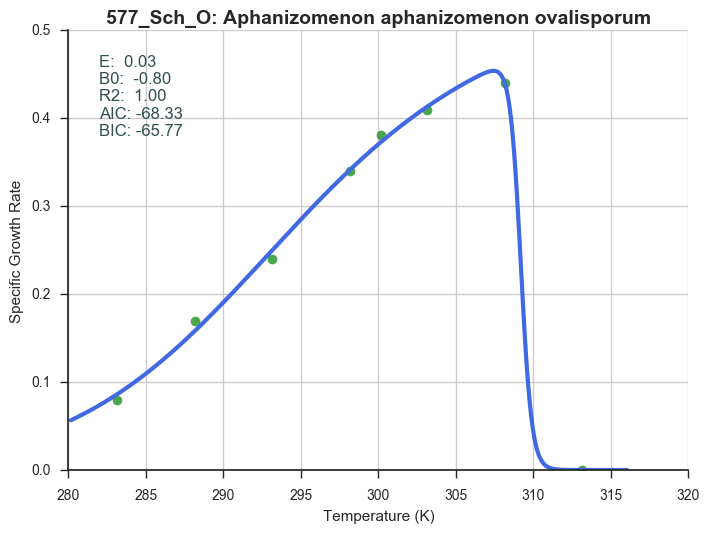 577_Sch_O: Aphanizomenon aphanizomenon ovalisporum
E:  0.03
B0:  -0.80
R2:  1.00
AIC: -68.33
BIC: -65.77
0.5
0.4
0.3
0.2
0.1
0.0
Specific Growth Rate
280 285 290 295 300 305 310 315 320
Temperature (K)